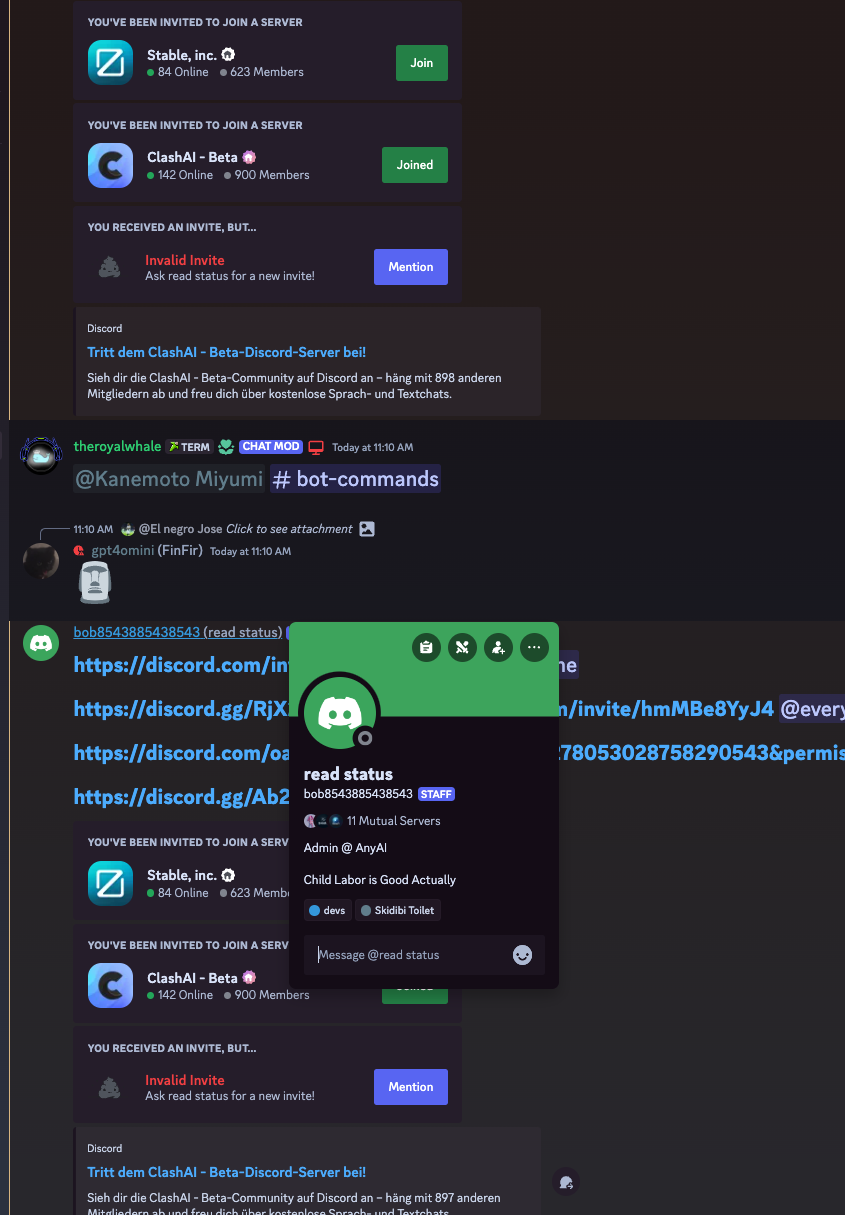 YOU'VE BEEN INVITED TO JOIN A SERVER
Stable, inc.
84 Online 623 Members
Join
YOU'VE BEEN INVITED TO JOIN A SERVER
ClashAI - Beta
142 Online 900 Members
Joined
YOU RECEIVED AN INVITE, BUT...
Invalid Invite
Ask read status for a new invite!
Mention
Discord
Tritt dem ClashAI - Beta-Discord-Server bei!
Sieh dir die ClashAI - Beta-Community auf Discord an – häng mit 898 anderen
Mitgliedern ab und freu dich über kostenlose Sprach- und Textchats.
theroyalwhale TERM CHAT MOD Today at 11:10 AM
@Kanemoto Miyumi # bot-commands
11:10 AM @El negro Jose Click to see attachment
gpt4omini (FinFir) Today at 11:10 AM
bob8543885438543 (read status)
https://discord.com/in
ne
https://discord.gg/RjX
m/invite/hmMBe8YyJ4 @every
https://discord.com/oa
278053028758290543&permis
https://discord.gg/Ab2
read status
bob8543885438543 STAFF
11 Mutual Servers
Admin @ AnyAI
Child Labor is Good Actually
devs Skidibi Toilet
Message @read status
YOU'VE BEEN INVITED TO JOIN A SERV
Stable, inc.
84 Online 623 Membe
YOU'VE BEEN INVITED TO JOIN A SERV
ClashAI - Beta
142 Online 900 Members
YOU RECEIVED AN INVITE, BUT...
Invalid Invite
Ask read status for a new invite!
Mention
Discord
Tritt dem ClashAI - Beta-Discord-Server bei!
Sieh dir die ClashAI - Beta-Community auf Discord an – häng mit 897 anderen
Mitgliedern ab und freu dich über kostenlose Sprach- und Textchats.